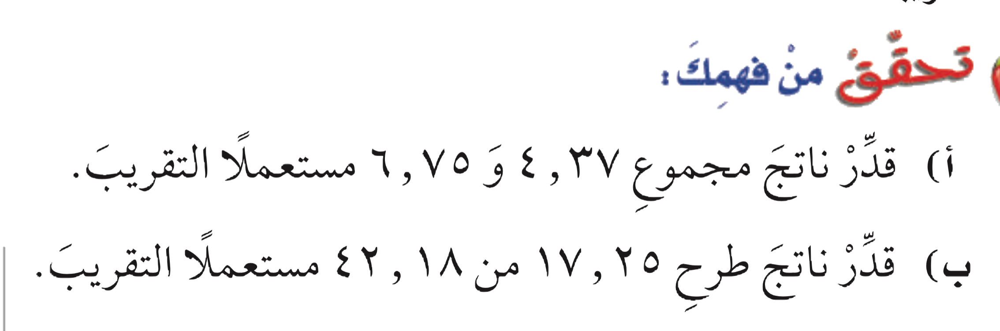 تحقَّقْ منْ فهمِكَ:
أ) قدِّرْ ناتجَ مجموعِ ٤,٣٧ وَ ٦,٧٥ مستعملًا التقريبَ.
ب) قدِّرْ ناتجَ طرحِ ١٧,٢٥ من ٤٢,١٨ مستعملًا التقريبَ.